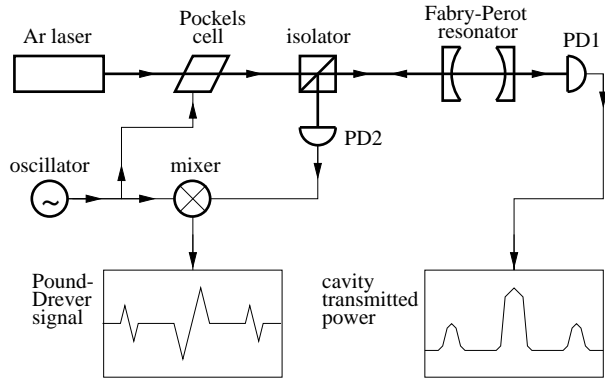 Ar laser
Pockels
cell
isolator
Fabry-Perot
resonator
PD1
PD2
oscillator
~
mixer
Pound-
Drever
signal
cavity
transmitted
power